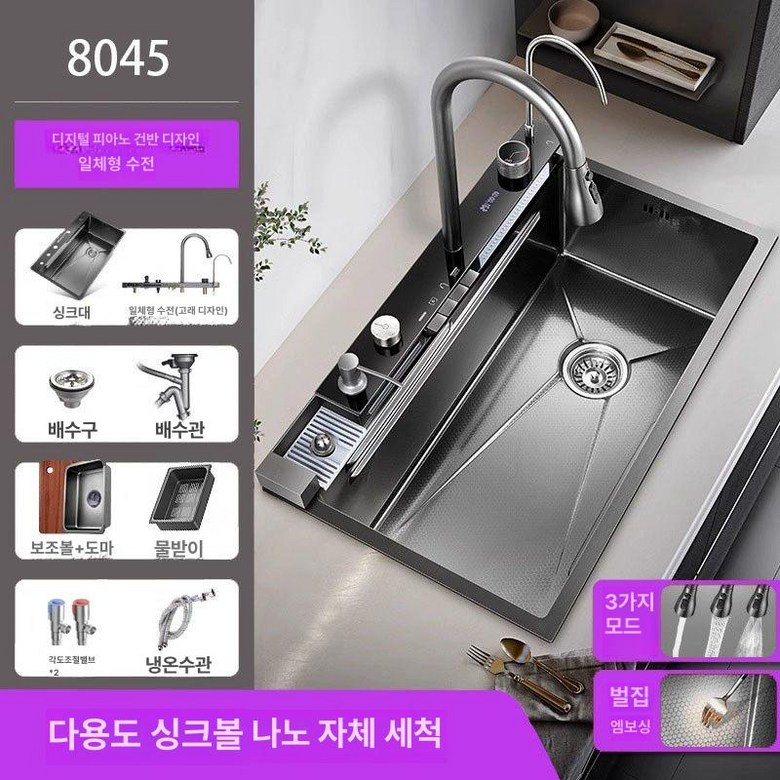 8045
디지털 피아노 건반 디자인
일체형 수전
싱크대
일체형 수전(고래 디자인)
배수구
배수관
보조볼+도마
물받이
각도조절밸브
*2
냉온수관
3가지
모드
벌집
엠보싱
다용도 싱크볼 나노 자체 세척